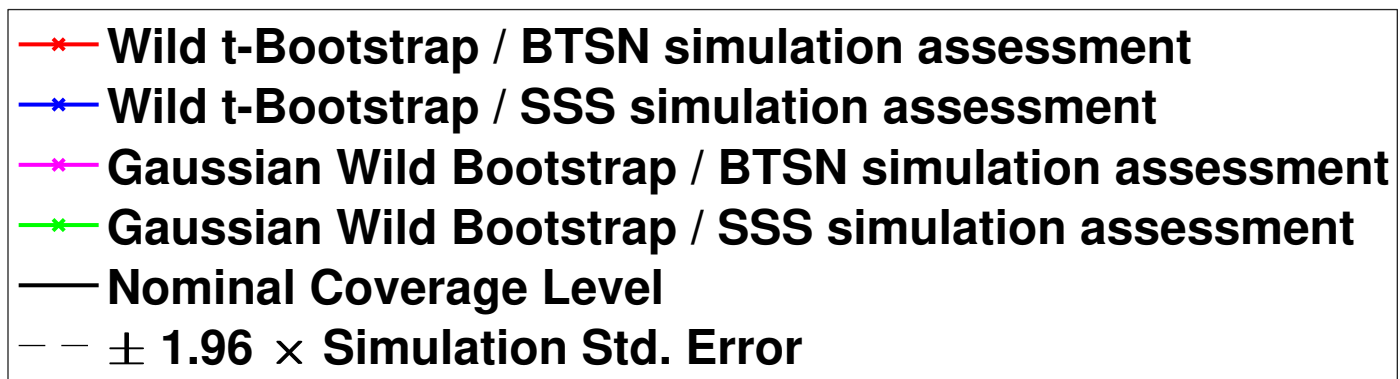 Wild t-Bootstrap / BTSN simulation assessment
Wild t-Bootstrap / SSS simulation assessment
Gaussian Wild Bootstrap / BTSN simulation assessment
Gaussian Wild Bootstrap / SSS simulation assessment
Nominal Coverage Level
± 1.96 × Simulation Std. Error